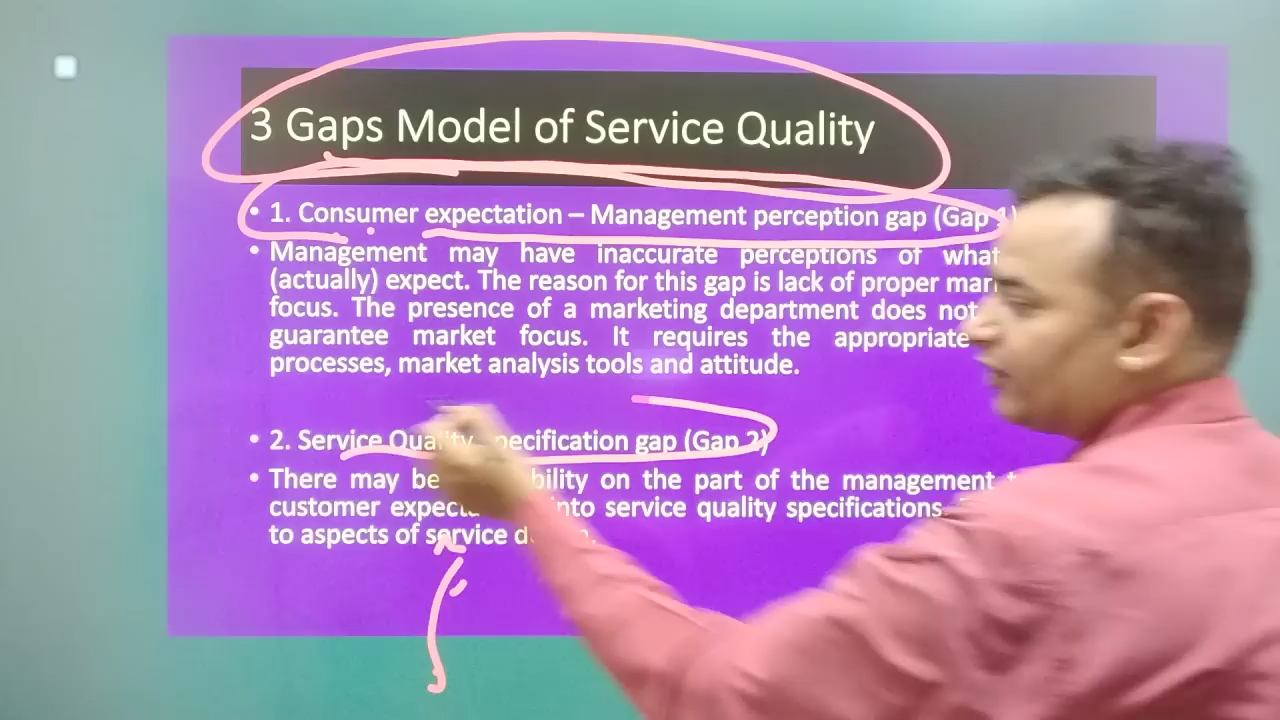 3 Gaps Model of Service Quality
• 1. Consumer expectation – Management perception gap (Gap 1)
• Management may have inaccurate perceptions of what
(actually) expect. The reason for this gap is lack of proper
focus. The presence of a marketing department does not
guarantee market focus. It requires the appropriate
processes, market analysis tools and attitude.
• 2. Service Quality gap (Gap 2)
• There may be on the part of the management
customer into service quality specifications.
to aspects of service